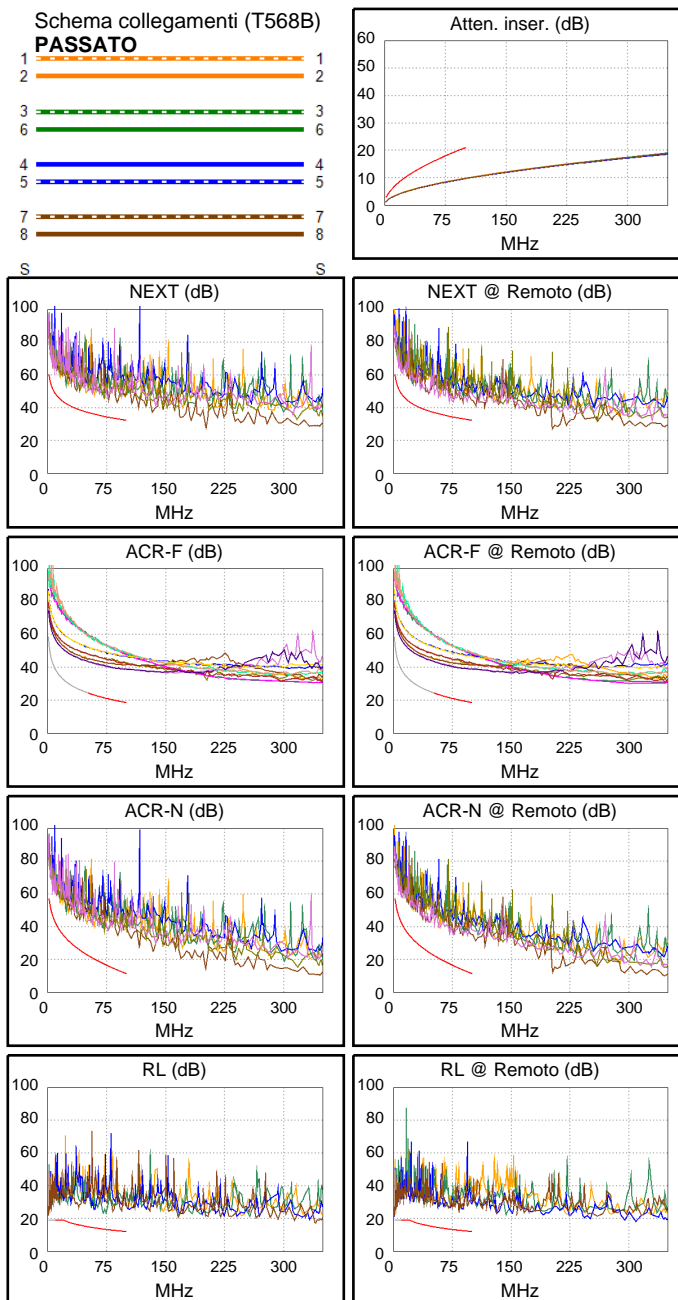 Schema collegamenti (T568B)
PASSATO
1 1
2 2
3 3
6 6
4 4
5 5
7 7
8 8
S S
Atten. inser. (dB)
60
50
40
30
20
10
0
0 75 150 225 300
MHz
NEXT (dB)
100
80
60
40
20
0
0 75 150 225 300
MHz
NEXT @ Remoto (dB)
100
80
60
40
20
0
0 75 150 225 300
MHz
ACR-F (dB)
100
80
60
40
20
0
0 75 150 225 300
MHz
ACR-F @ Remoto (dB)
100
80
60
40
20
0
0 75 150 225 300
MHz
ACR-N (dB)
100
80
60
40
20
0
0 75 150 225 300
MHz
ACR-N @ Remoto (dB)
100
80
60
40
20
0
0 75 150 225 300
MHz
RL (dB)
100
80
60
40
20
0
0 75 150 225 300
MHz
RL @ Remoto (dB)
100
80
60
40
20
0
0 75 150 225 300
MHz